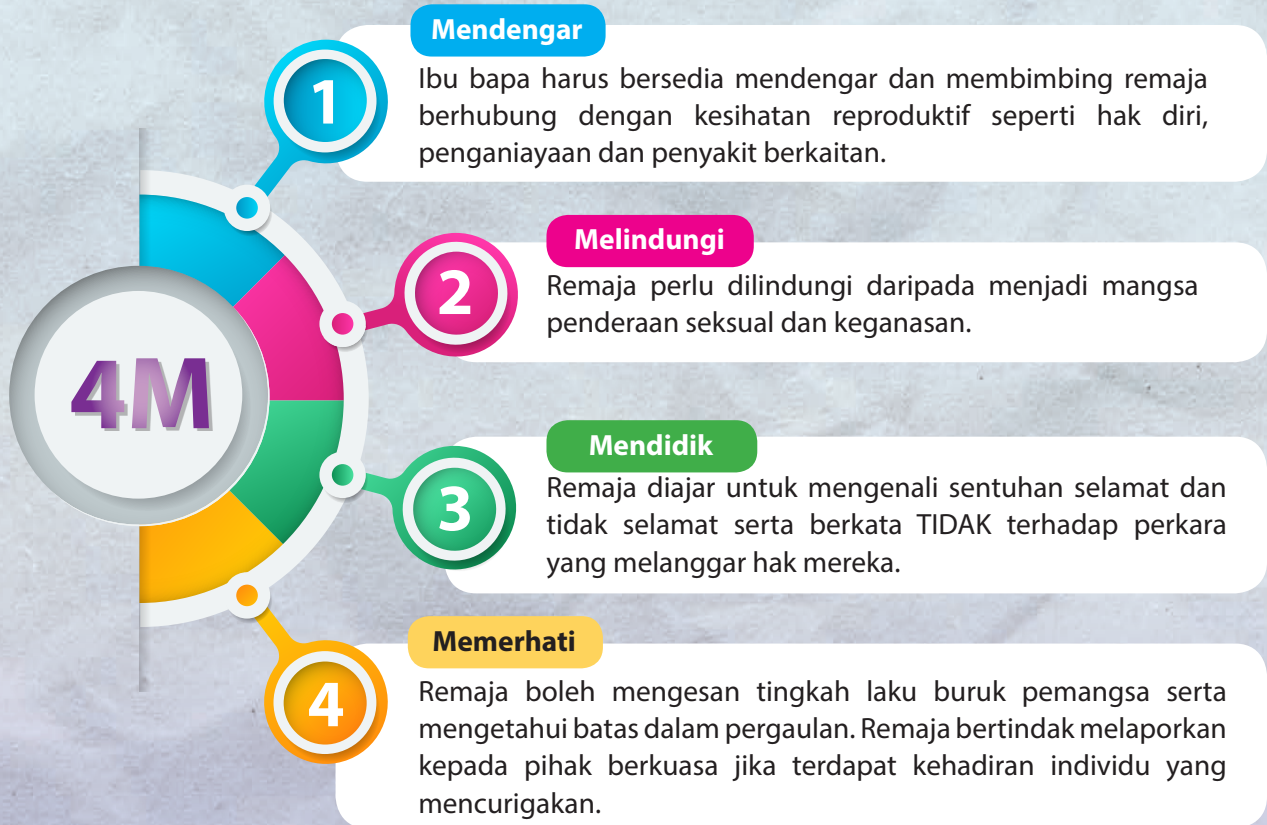 4M
1
Mendengar
Ibu bapa harus bersedia mendengar dan membimbing remaja
berhubung dengan kesihatan reproduktif seperti hak diri,
penganiayaan dan penyakit berkaitan.
2
Melindungi
Remaja perlu dilindungi daripada menjadi mangsa
penderaan seksual dan keganasan.
3
Mendidik
Remaja diajar untuk mengenali sentuhan selamat dan
tidak selamat serta berkata TIDAK terhadap perkara
yang melanggar hak mereka.
4
Memerhati
Remaja boleh mengesan tingkah laku buruk pemangsa serta
mengetahui batas dalam pergaulan. Remaja bertindak melaporkan
kepada pihak berkuasa jika terdapat kehadiran individu yang
mencurigakan.